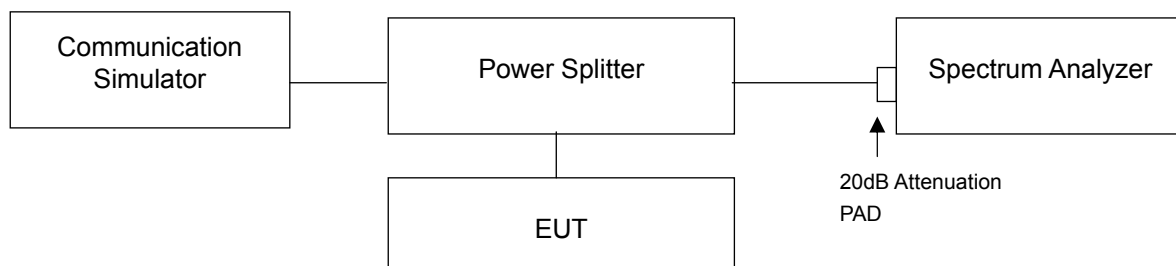 Communication
Simulator
Power Splitter
Spectrum Analyzer
20dB Attenuation
PAD
EUT